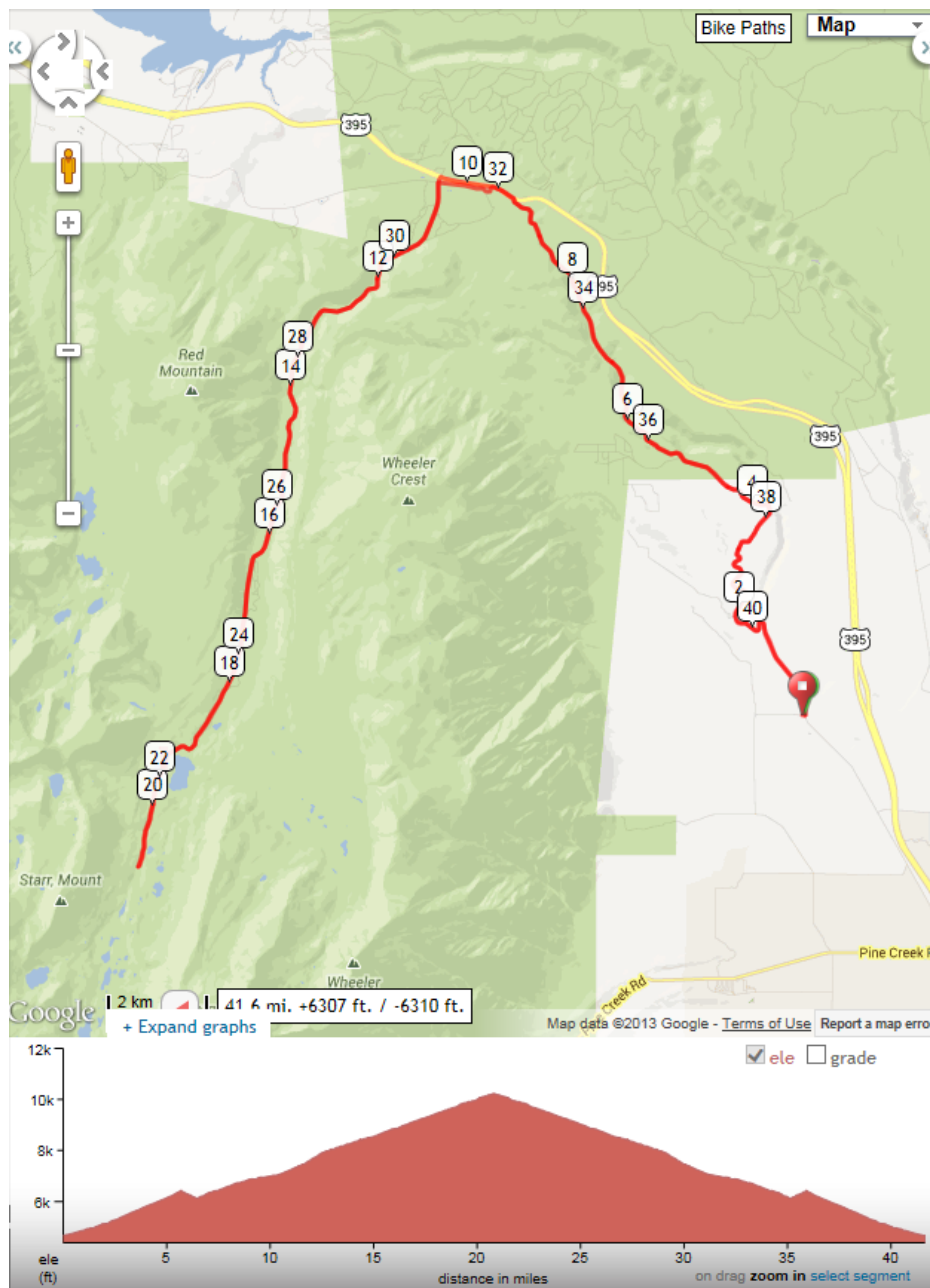 Bike Paths
Map
395
10
32
30
12
8
34
95
28
14
Red
Mountain
6
36
395
Wheeler
Crest
26
16
4
38
2
40
24
18
395
22
20
Starr, Mount
Pine Creek R
Wheeler
Pine Creek Rd
2 km
41.6 mi. +6307 ft. / -6310 ft.
Google
+ Expand graphs
Map data ©2013 Google - Terms of Use
Report a map erro
12k
ele
grade
10k
8k
6k
ele
(ft)
5
10
15
20
25
30
35
40
distance in miles
on drag zoom in select segment